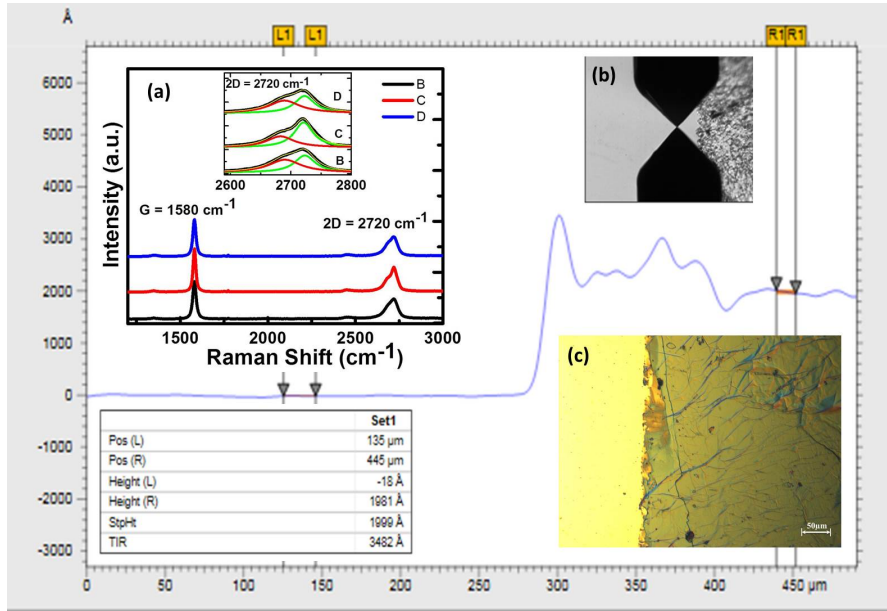 Å
L1 L1 R1 R1
6000
5000
4000
3000
2000
1000
0
-1000
-2000
-3000
0 50 100 150 200 250 300 350 400 450 µm
(a)
2D = 2720 cm-1
D
C
B
2600 2700 2800
B
C
D
G = 1580 cm-1
2D = 2720 cm-1
Intensity (a.u.)
1500 2000 2500 3000
Raman Shift (cm-1)
(b)
(c)
50µm
Set1
Pos (L) 135 µm
Pos (R) 445 µm
Height (L) -18 Å
Height (R) 1981 Å
StpHt 1999 Å
TIR 3482 Å